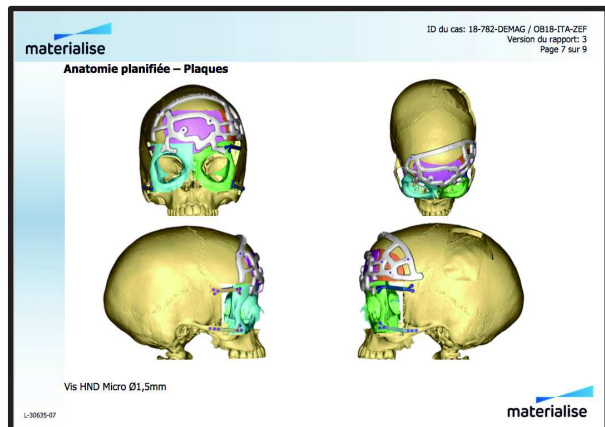 materialise
ID du cas: 18-782-DEMAG / OB18-ITA-ZEF
Version du rapport: 3
Page 7 sur 9
Anatomie planifiée – Plaques
Vis HND Micro Ø1,5mm
L-30635-07
materialise